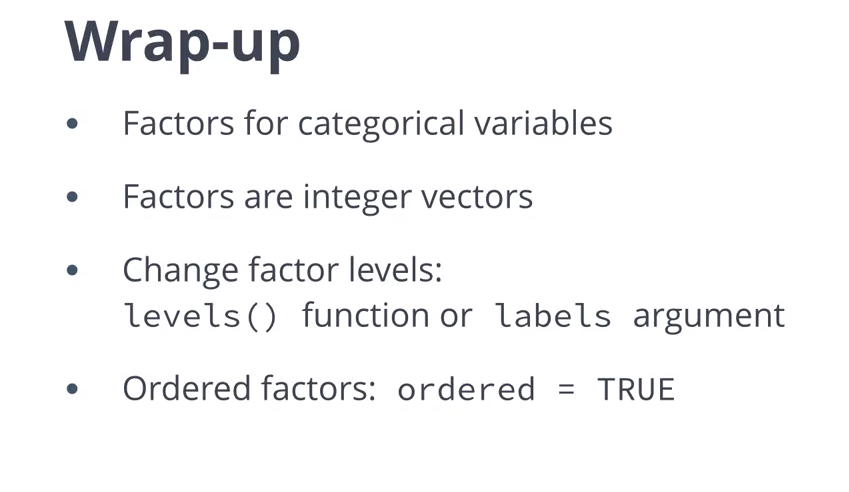 Wrap-up
• Factors for categorical variables
• Factors are integer vectors
• Change factor levels:
levels() function or labels argument
• Ordered factors: ordered = TRUE